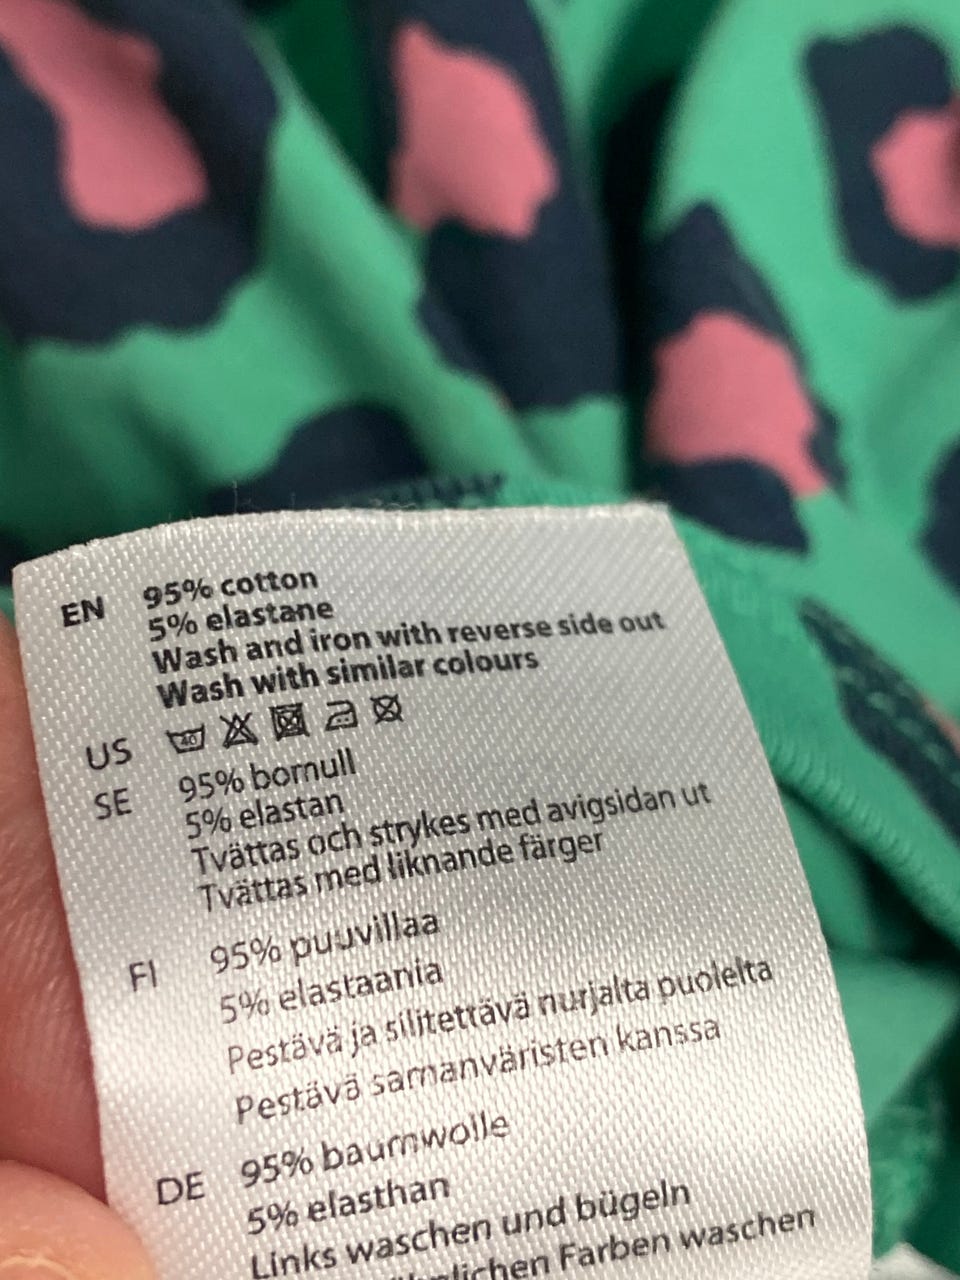 EN 95% cotton
5% elastane
Wash and iron with reverse side out
Wash with similar colours
US 40
SE 95% bomull
5% elastan
Tvättas och strykes med avigsidan ut
Tvättas med liknande färger
FI 95% puuvillaa
5% elastaania
Pestävä ja silitettävä nurjalta puolelta
Pestävä samanväristen kanssa
DE 95% baumwolle
5% elasthan
Links waschen und bügeln
Farben waschen